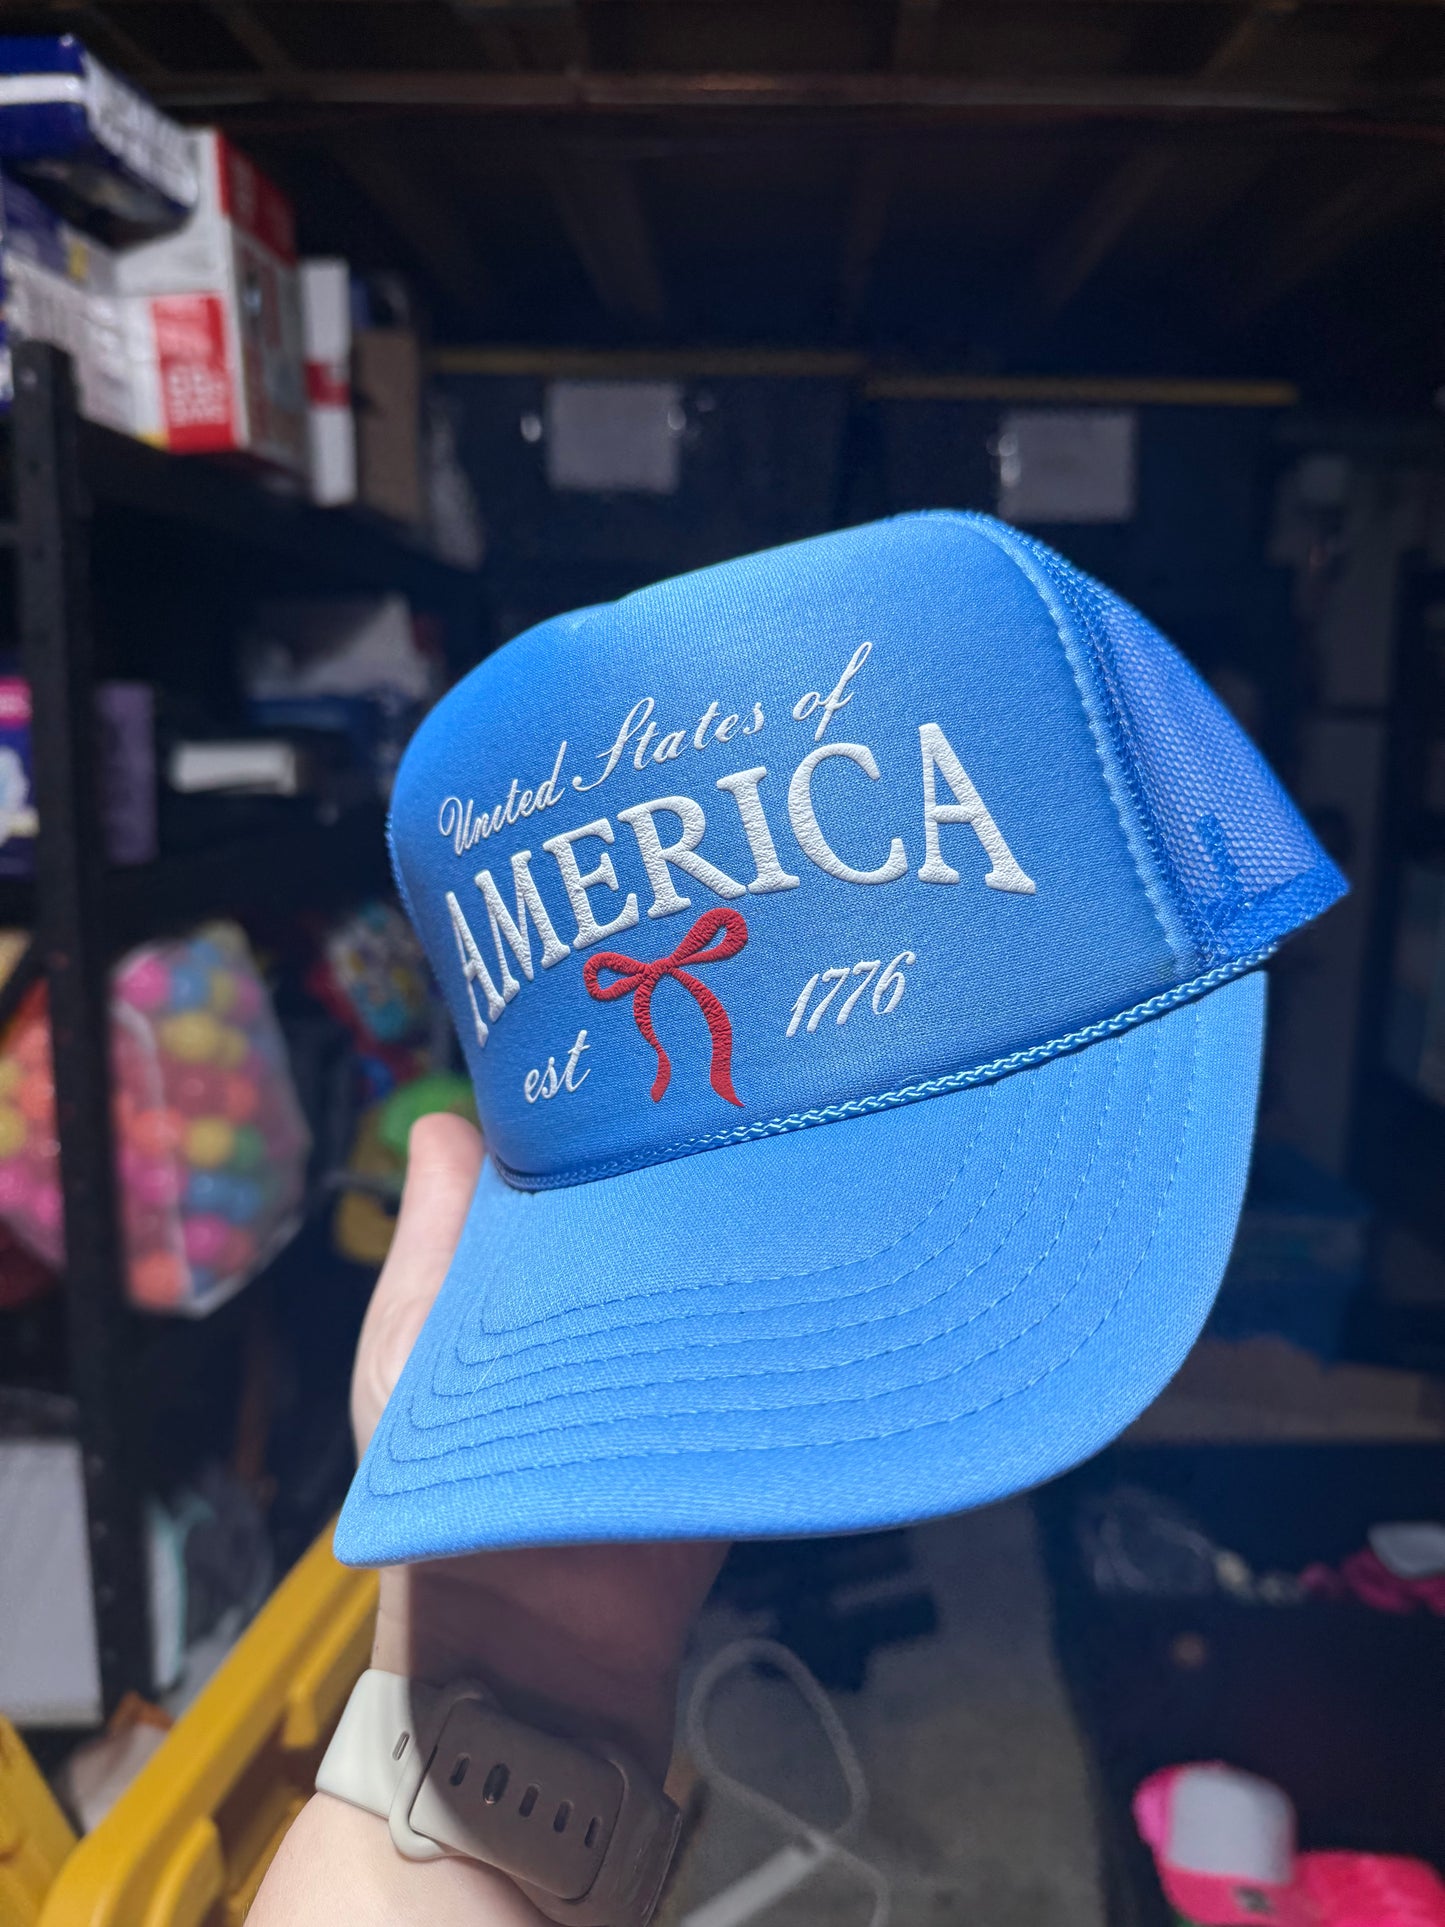 United States of
AMERICA
est 1776